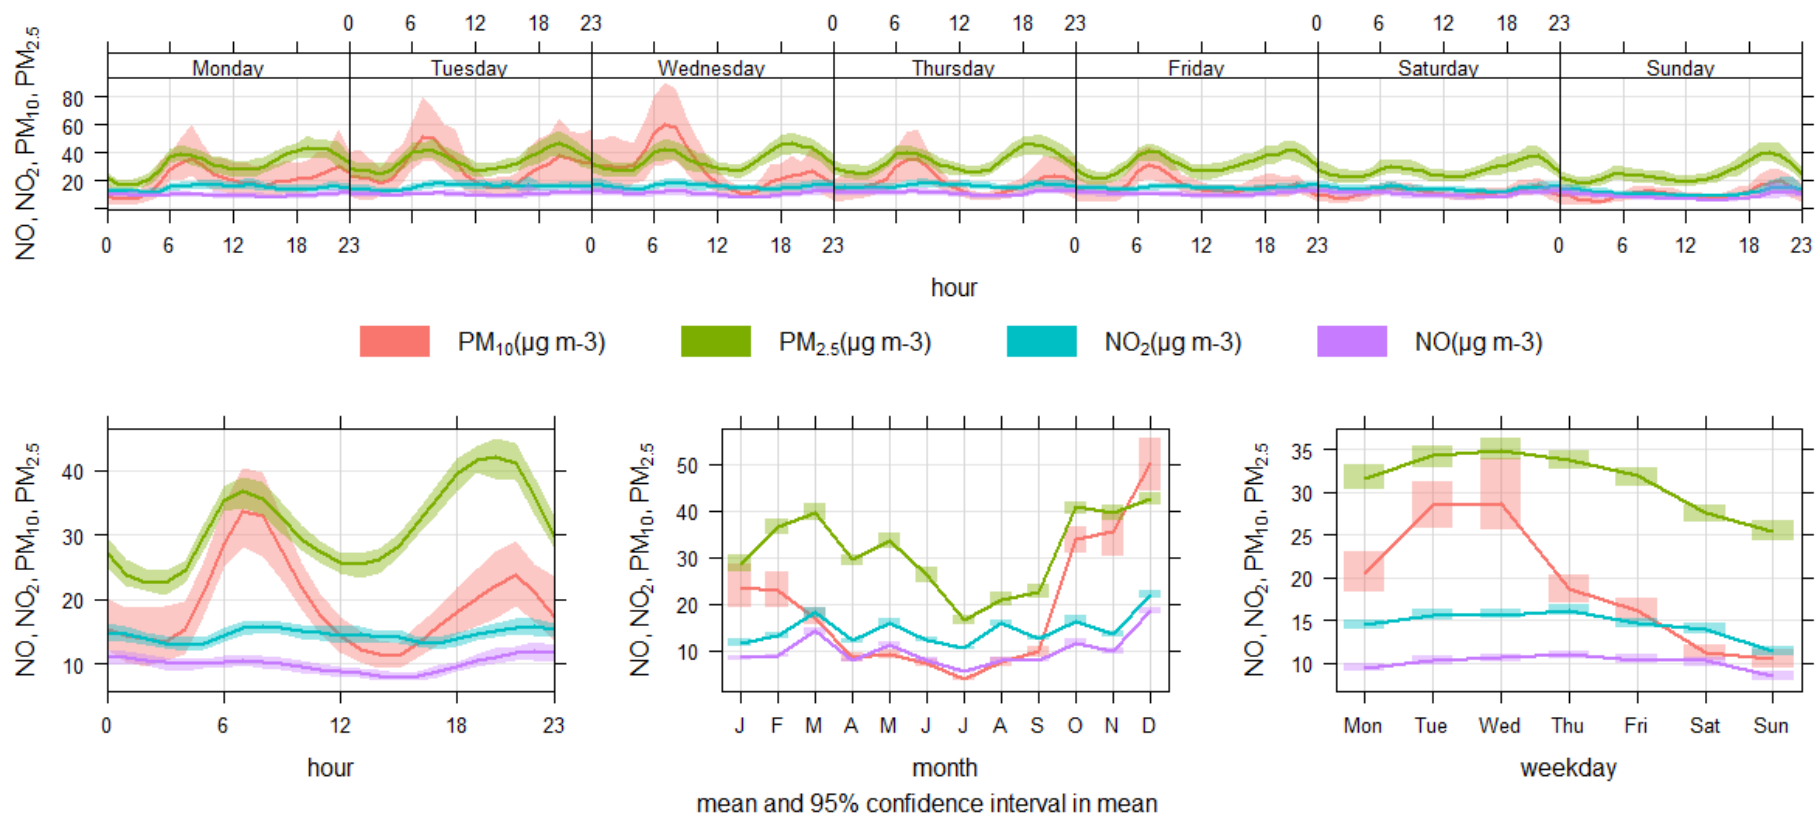 0 6 12 18 23 0 6 12 18 23 0 6 12 18 23
Monday Tuesday Wednesday Thursday Friday Saturday Sunday
NO, NO₂, PM₁₀, PM₂.₅
80
60
40
20
0 6 12 18 23 0 6 12 18 23 0 6 12 18 23 0 6 12 18 23
hour
PM₁₀(µg m-3) PM₂.₅(µg m-3) NO₂(µg m-3) NO(µg m-3)
NO, NO₂, PM₁₀, PM₂.₅
40
30
20
10
0 6 12 18 23
hour
NO, NO₂, PM₁₀, PM₂.₅
50
40
30
20
10
J F M A M J J A S O N D
month
NO, NO₂, PM₁₀, PM₂.₅
35
30
25
20
15
10
Mon Tue Wed Thu Fri Sat Sun
weekday
mean and 95% confidence interval in mean